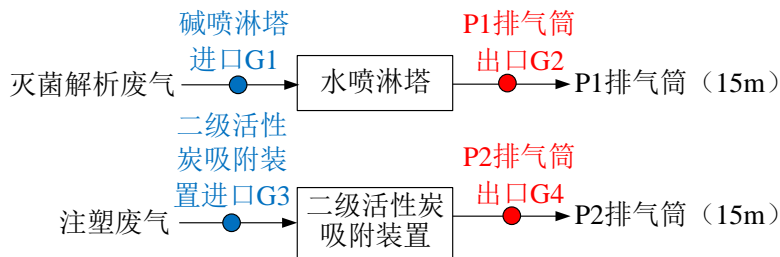 碱喷淋塔
进口G1
P1排气筒
出口G2
灭菌解析废气
水喷淋塔
P1排气筒（15m）
二级活性
炭吸附装
置进口G3
P2排气筒
出口G4
注塑废气
二级活性炭
吸附装置
P2排气筒（15m）